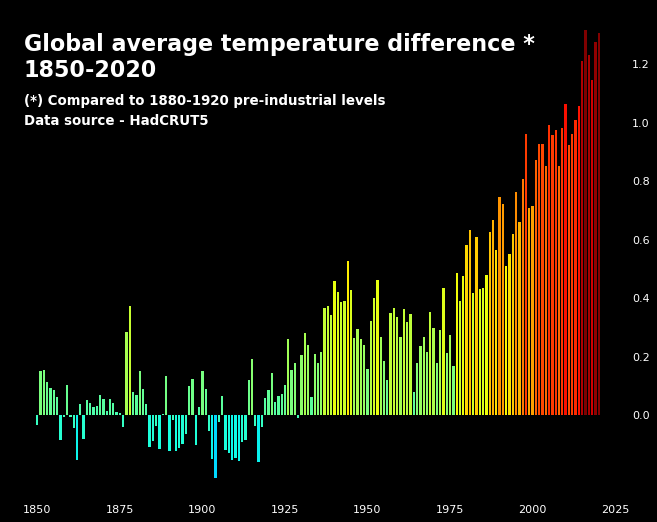 Global average temperature difference *
1850-2020
(*) Compared to 1880-1920 pre-industrial levels
Data source - HadCRUT5
1.2
1.0
0.8
0.6
0.4
0.2
0.0
1850 1875 1900 1925 1950 1975 2000 2025